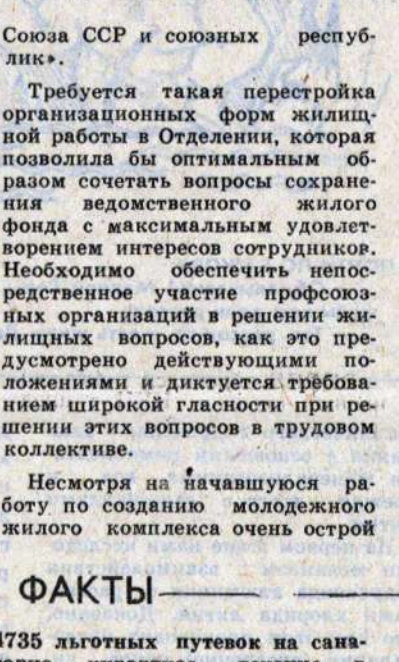 Союза ССР и союзных респуб-
лик».
Требуется такая перестройка
организационных форм жилищ-
ной работы в Отделении, которая
позволила бы оптимальным об-
разом сочетать вопросы сохране-
ния ведомственного жилого
фонда с максимальным удовлет-
ворением интересов сотрудников.
Необходимо обеспечить непос-
редственное участие профсоюз-
ных организаций в решении жи-
лищных вопросов, как это пре-
дусмотрено действующими по-
ложениями и диктуется требова-
нием широкой гласности при ре-
шении этих вопросов в трудовом
коллективе.
Несмотря на начавшуюся ра-
боту по созданию молодежного
жилого комплекса очень острой
ФАКТЫ
4735 льготных путевок на сана-